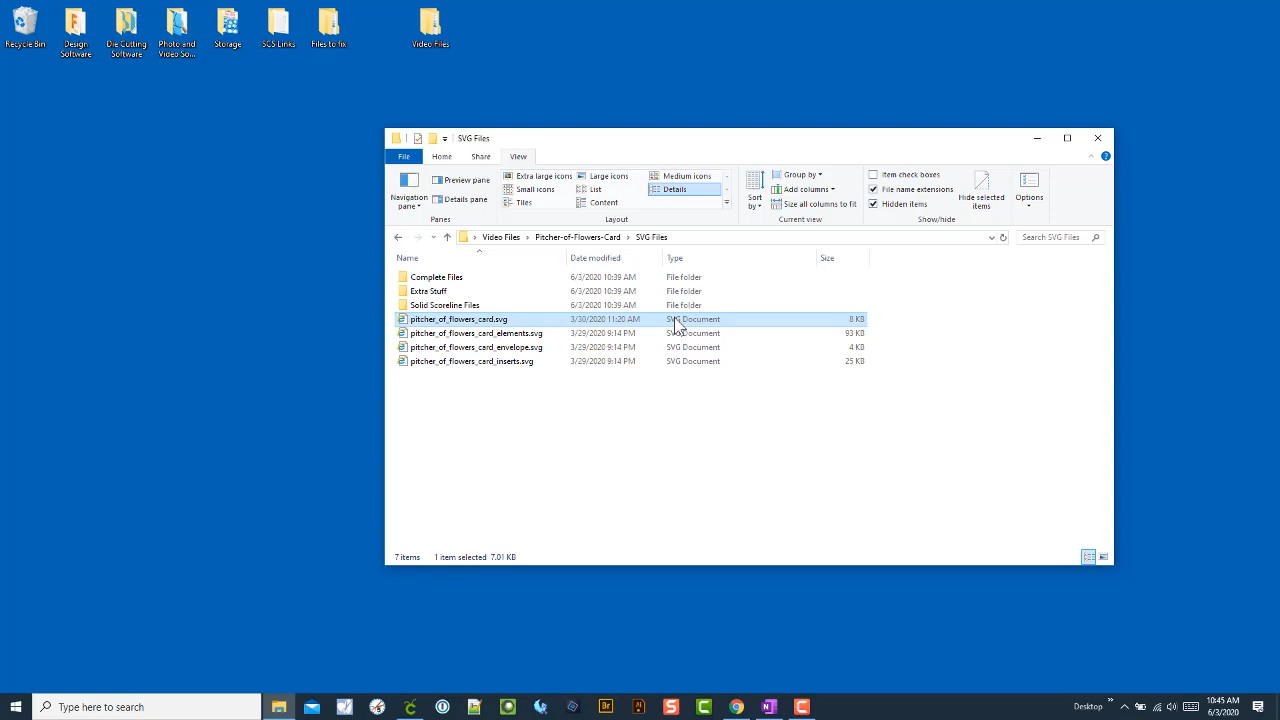 Recycle Bin
Design Software
Die Cutting Software
Photo and Video So...
Storage
SCS Links
Files to fix
Video Files
SVG Files
File Home Share View
Navigation pane
Preview pane
Details pane
Panes
Extra large icons Large icons Medium icons
Small icons List Details
Tiles Content
Layout
Sort by
Group by
Add columns
Size all columns to fit
Current view
Item check boxes
File name extensions
Hidden items
Hide selected items
Show/hide
Options
Video Files › Pitcher-of-Flowers-Card › SVG Files
Search SVG Files
Name Date modified Type Size
Complete Files 6/3/2020 10:39 AM File folder
Extra Stuff 6/3/2020 10:39 AM File folder
Solid Scoreline Files 6/3/2020 10:39 AM File folder
pitcher_of_flowers_card.svg 3/30/2020 11:20 AM SVG Document 8 KB
pitcher_of_flowers_card_elements.svg 3/29/2020 9:14 PM SVG Document 93 KB
pitcher_of_flowers_card_envelope.svg 3/29/2020 9:14 PM SVG Document 4 KB
pitcher_of_flowers_card_inserts.svg 3/29/2020 9:14 PM SVG Document 25 KB
7 items 1 item selected 7.01 KB
Type here to search
Br
Ai
S
C
N
C
Desktop
10:45 AM
6/3/2020